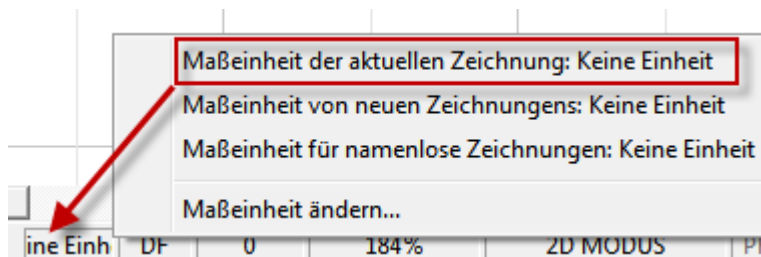 Maßeinheit der aktuellen Zeichnung: Keine Einheit
Maßeinheit von neuen Zeichnungens: Keine Einheit
Maßeinheit für namenlose Zeichnungen: Keine Einheit
Maßeinheit ändern...
ine Einh DF 0 184% 2D MODUS